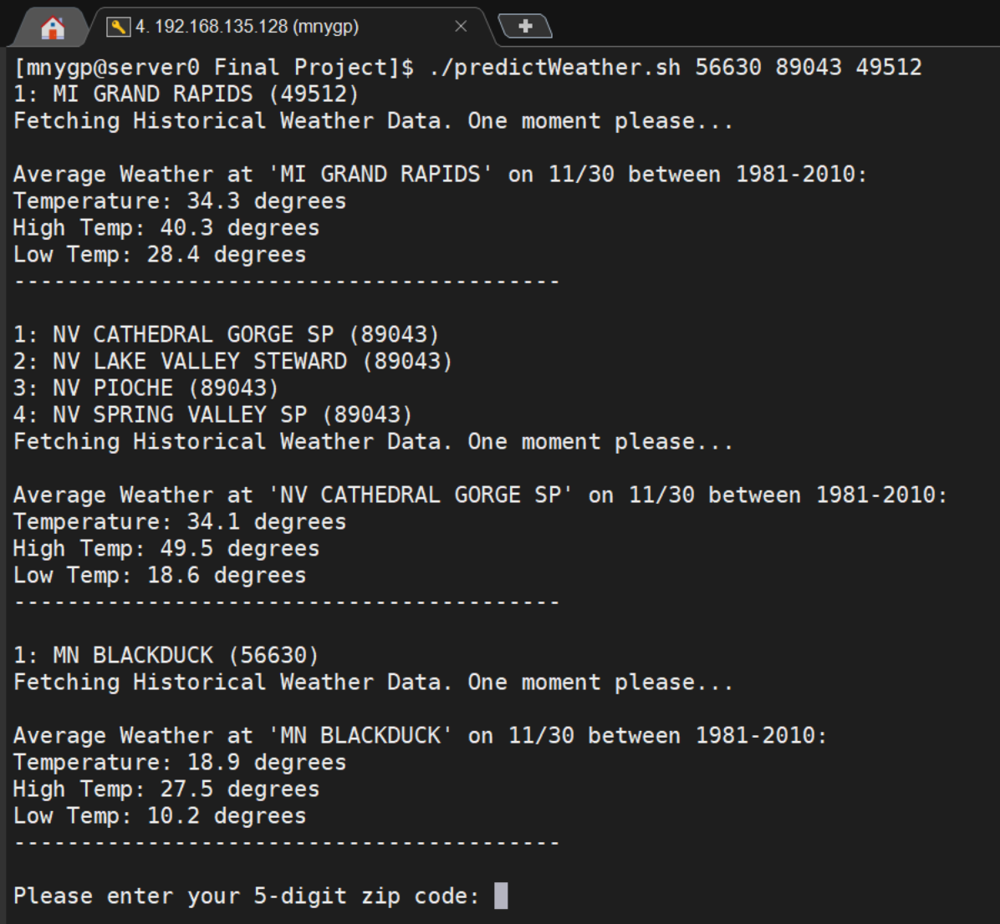 4. 192.168.135.128 (mnygp)
[mnygp@server0 Final Project]$ ./predictWeather.sh 56630 89043 49512
1: MI GRAND RAPIDS (49512)
Fetching Historical Weather Data. One moment please...
Average Weather at 'MI GRAND RAPIDS' on 11/30 between 1981-2010:
Temperature: 34.3 degrees
High Temp: 40.3 degrees
Low Temp: 28.4 degrees
-----------------------------------------
1: NV CATHEDRAL GORGE SP (89043)
2: NV LAKE VALLEY STEWARD (89043)
3: NV PIOCHE (89043)
4: NV SPRING VALLEY SP (89043)
Fetching Historical Weather Data. One moment please...
Average Weather at 'NV CATHEDRAL GORGE SP' on 11/30 between 1981-2010:
Temperature: 34.1 degrees
High Temp: 49.5 degrees
Low Temp: 18.6 degrees
-----------------------------------------
1: MN BLACKDUCK (56630)
Fetching Historical Weather Data. One moment please...
Average Weather at 'MN BLACKDUCK' on 11/30 between 1981-2010:
Temperature: 18.9 degrees
High Temp: 27.5 degrees
Low Temp: 10.2 degrees
-----------------------------------------
Please enter your 5-digit zip code: